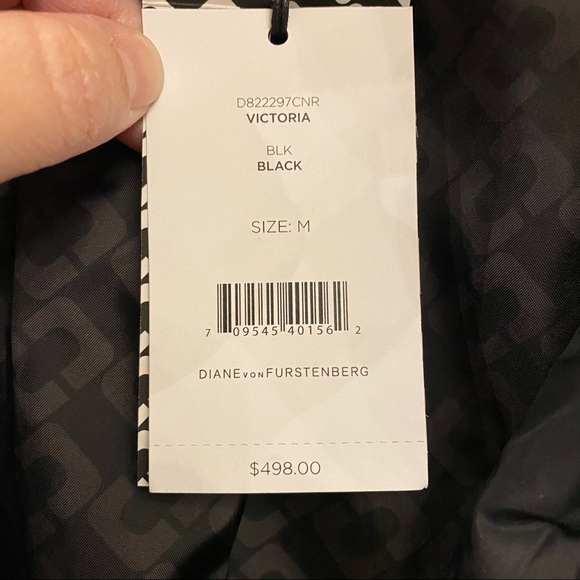 D822297CNR
VICTORIA
BLK
BLACK
SIZE: M
7 09545 40156 2
DIANE VON FURSTENBERG
$498.00